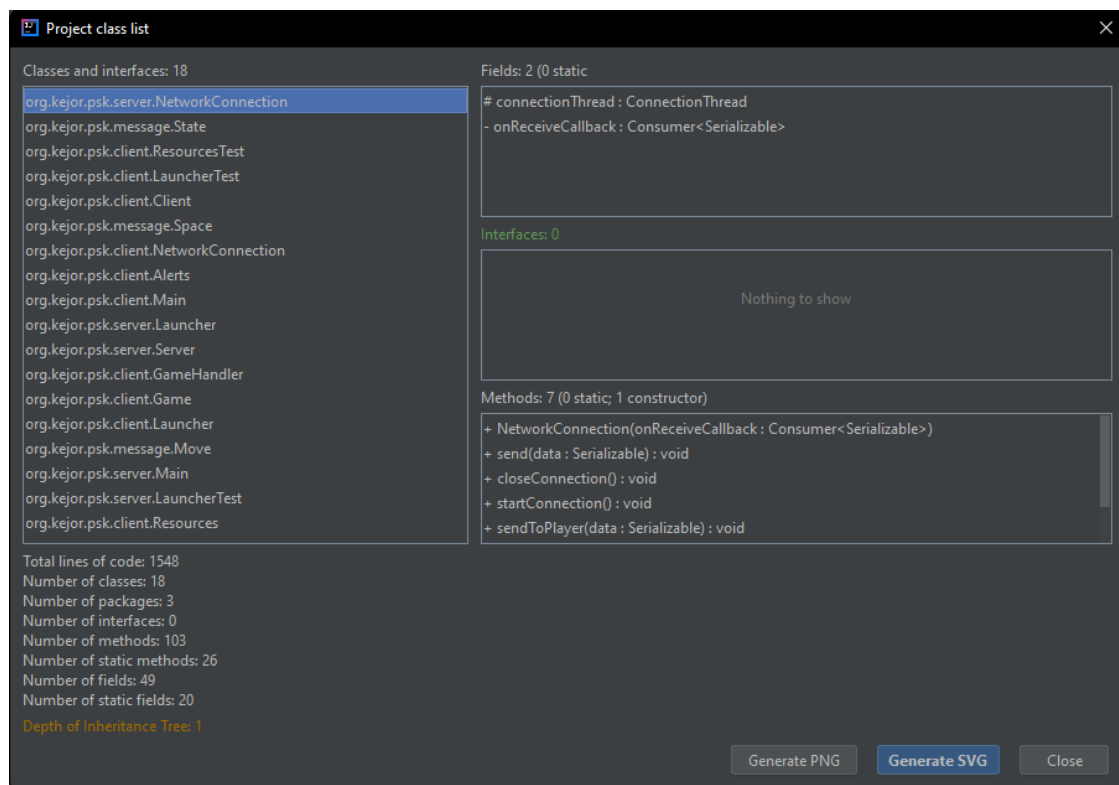 Project class list
Classes and interfaces: 18
org.kejor.psk.server.NetworkConnection
org.kejor.psk.message.State
org.kejor.psk.client.ResourcesTest
org.kejor.psk.client.LauncherTest
org.kejor.psk.client.Client
org.kejor.psk.message.Space
org.kejor.psk.client.NetworkConnection
org.kejor.psk.client.Alerts
org.kejor.psk.client.Main
org.kejor.psk.server.Launcher
org.kejor.psk.server.Server
org.kejor.psk.client.GameHandler
org.kejor.psk.client.Game
org.kejor.psk.client.Launcher
org.kejor.psk.message.Move
org.kejor.psk.server.Main
org.kejor.psk.server.LauncherTest
org.kejor.psk.client.Resources
Fields: 2 (0 static
# connectionThread : ConnectionThread
- onReceiveCallback : Consumer<Serializable>
Interfaces: 0
Nothing to show
Methods: 7 (0 static; 1 constructor)
+ NetworkConnection(onReceiveCallback : Consumer<Serializable>)
+ send(data : Serializable) : void
+ closeConnection() : void
+ startConnection() : void
+ sendToPlayer(data : Serializable) : void
Total lines of code: 1548
Number of classes: 18
Number of packages: 3
Number of interfaces: 0
Number of methods: 103
Number of static methods: 26
Number of fields: 49
Number of static fields: 20
Depth of Inheritance Tree: 1
Generate PNG
Generate SVG
Close